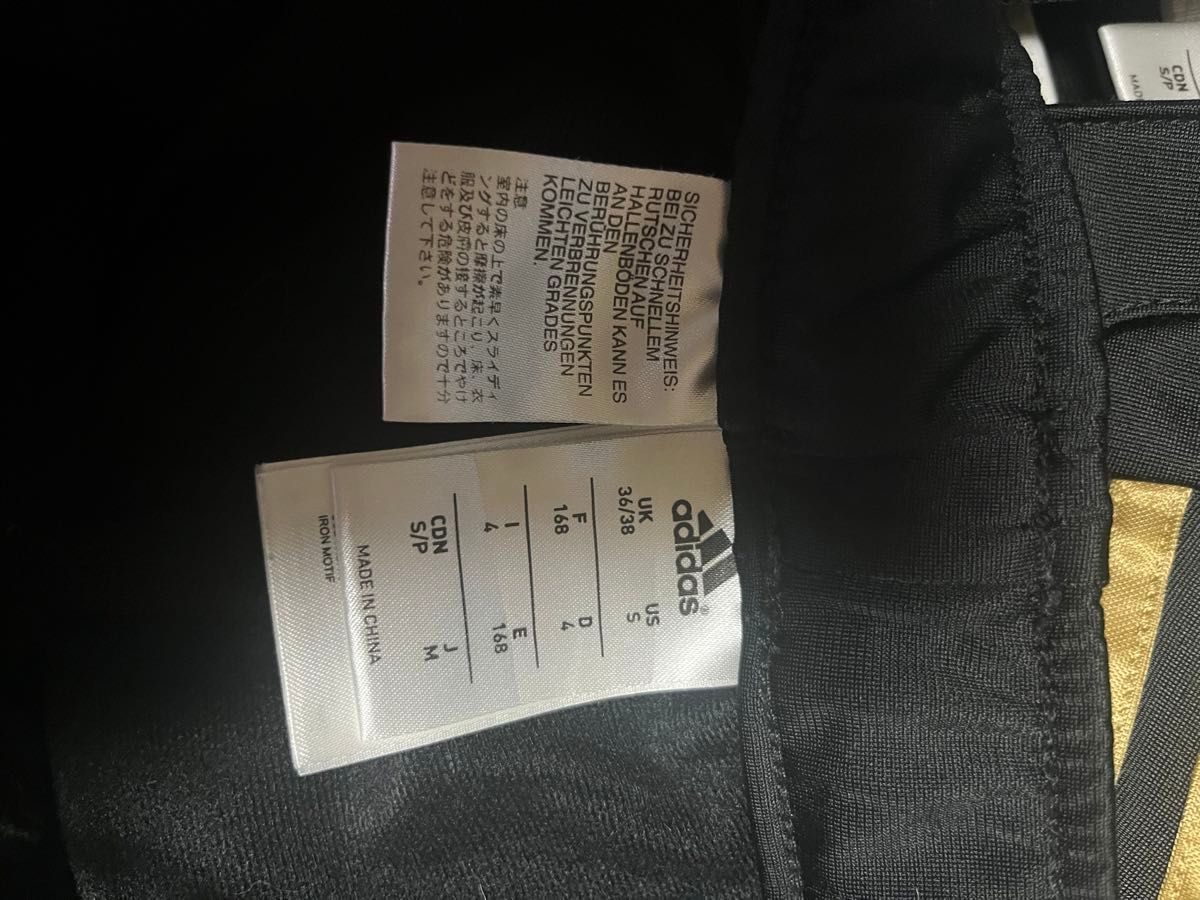 SICHERHEITSHINWEIS:
BEI ZU SCHNELLEM
RUTSCHEN AUF
HALLENBÖDEN KANN ES
AN DEN
BERÜHRUNGSPUNKTEN
ZU VERBRENNUNGEN
LEICHTEN GRADES
KOMMEN.
注意
室内の床の上で素早くスライディ
ングすると摩擦が起こり、床、衣
服及び皮膚の接するところでやけ
どをする危険がありますので十分
注意して下さい。
adidas®
UK US
36/38 S
F D
168 4
I E
4 168
CDN J
S/P M
MADE IN CHINA
IRON MOTIF
CDN
S/P